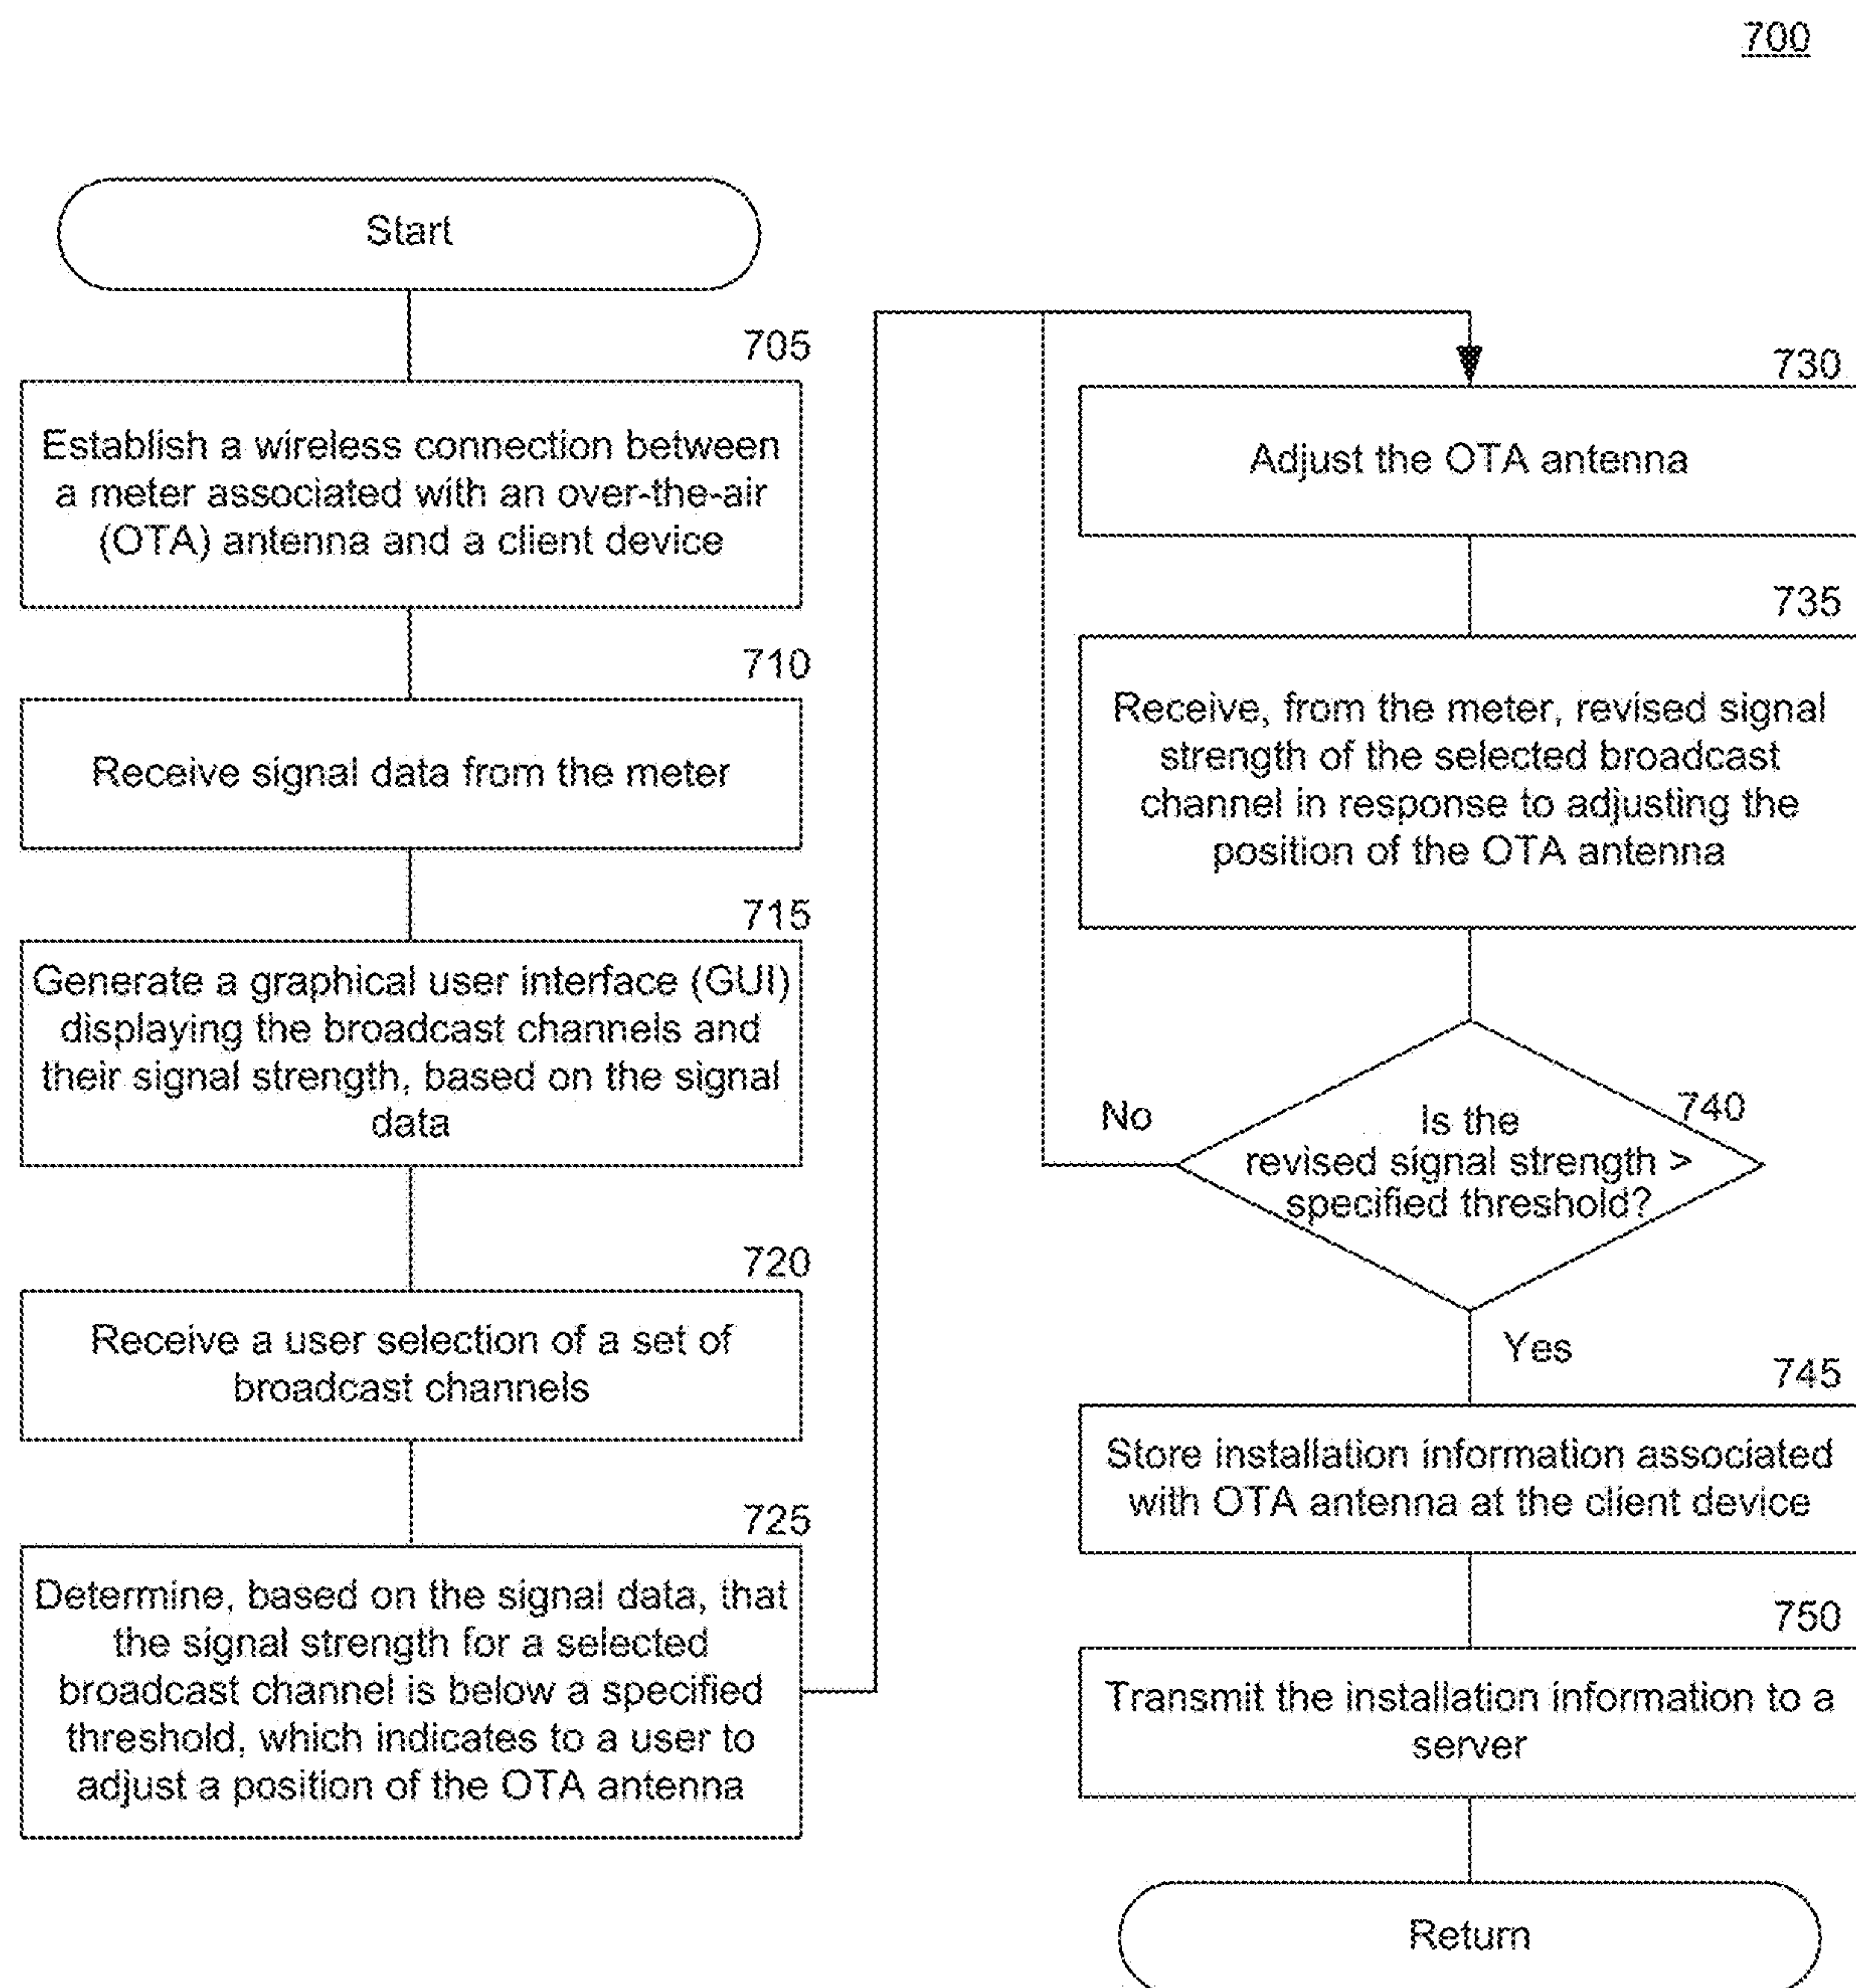 700
Start
705
Establish a wireless connection between
a meter associated with an over-the-air
(OTA) antenna and a client device
710
Receive signal data from the meter
715
Generate a graphical user interface (GUI)
displaying the broadcast channels and
their signal strength, based on the signal
data
720
Receive a user selection of a set of
broadcast channels
725
Determine, based on the signal data, that
the signal strength for a selected
broadcast channel is below a specified
threshold, which indicates to a user to
adjust a position of the OTA antenna
730
Adjust the OTA antenna
735
Receive, from the meter, revised signal
strength of the selected broadcast
channel in response to adjusting the
position of the OTA antenna
740
Is the
revised signal strength >
specified threshold?
No
Yes
745
Store installation information associated
with OTA antenna at the client device
750
Transmit the installation information to a
server
Return